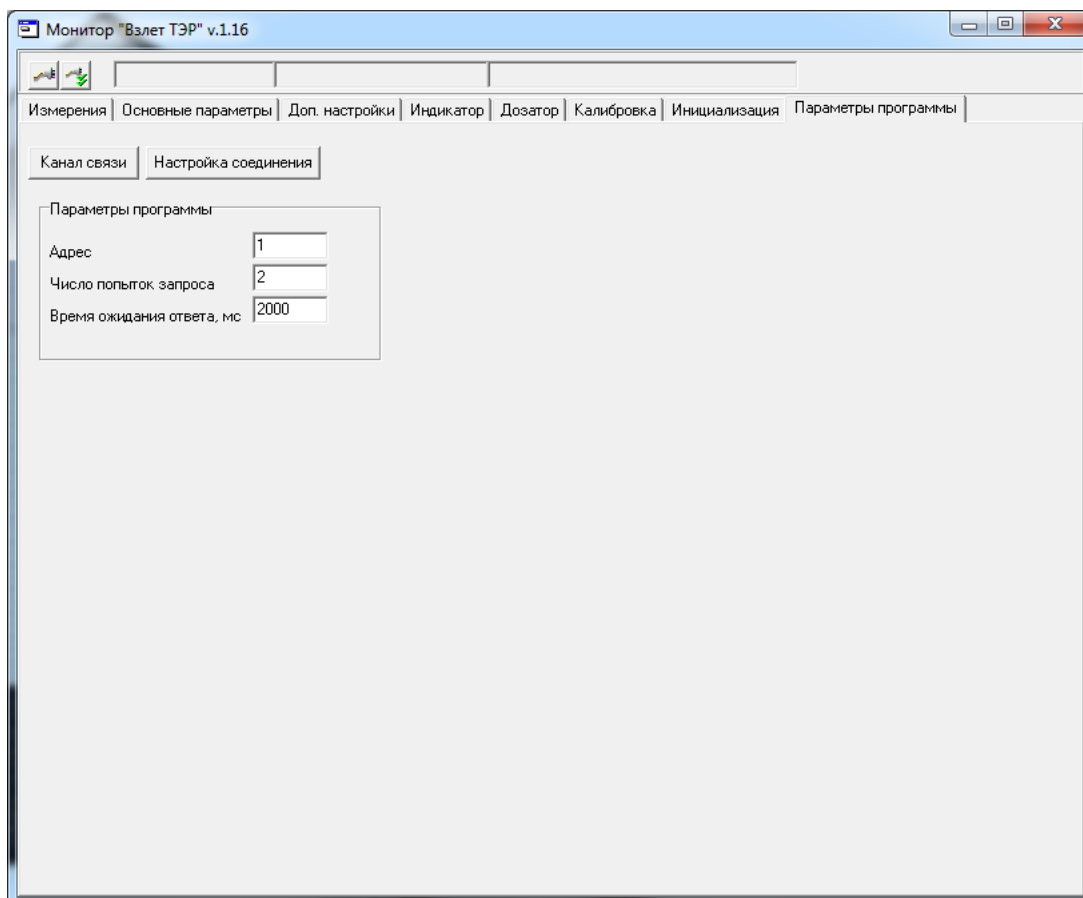 Монитор "Взлет ТЭР" v.1.16
Измерения Основные параметры Доп. настройки Индикатор Дозатор Калибровка Инициализация Параметры программы
Канал связи Настройка соединения
Параметры программы
Адрес 1
Число попыток запроса 2
Время ожидания ответа, мс 2000